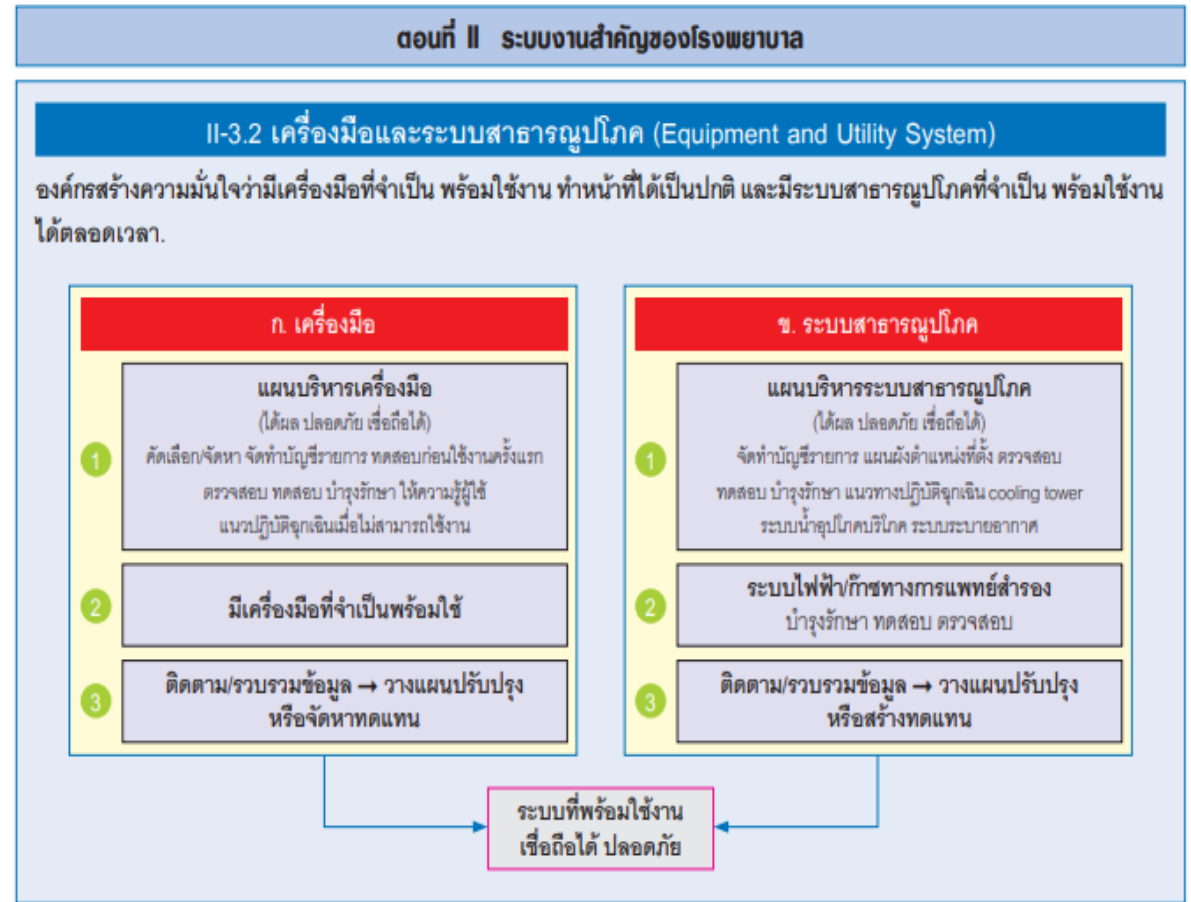 ตอนที่ II ระบบงานสำคัญของโรงพยาบาล
II-3.2 เครื่องมือและระบบสาธารณูปโภค (Equipment and Utility System)
องค์กรสร้างความมั่นใจว่ามีเครื่องมือที่จำเป็น พร้อมใช้งาน ทำหน้าที่ได้เป็นปกติ และมีระบบสาธารณูปโภคที่จำเป็น พร้อมใช้งาน
ได้ตลอดเวลา.
ก. เครื่องมือ
1
แผนบริหารเครื่องมือ
(ได้ผล ปลอดภัย เชื่อถือได้)
คัดเลือก/จัดหา จัดทำบัญชีรายการ ทดสอบก่อนใช้งานครั้งแรก
ตรวจสอบ ทดสอบ บำรุงรักษา ให้ความรู้ผู้ใช้
แนวปฏิบัติฉุกเฉินเมื่อไม่สามารถใช้งาน
2
มีเครื่องมือที่จำเป็นพร้อมใช้
3
ติดตาม/รวบรวมข้อมูล → วางแผนปรับปรุง
หรือจัดหาทดแทน
ข. ระบบสาธารณูปโภค
1
แผนบริหารระบบสาธารณูปโภค
(ได้ผล ปลอดภัย เชื่อถือได้)
จัดทำบัญชีรายการ แผนผังตำแหน่งที่ตั้ง ตรวจสอบ
ทดสอบ บำรุงรักษา แนวทางปฏิบัติฉุกเฉิน cooling tower
ระบบน้ำอุปโภคบริโภค ระบบระบายอากาศ
2
ระบบไฟฟ้า/ก๊าซทางการแพทย์สำรอง
บำรุงรักษา ทดสอบ ตรวจสอบ
3
ติดตาม/รวบรวมข้อมูล → วางแผนปรับปรุง
หรือสร้างทดแทน
ระบบที่พร้อมใช้งาน
เชื่อถือได้ ปลอดภัย